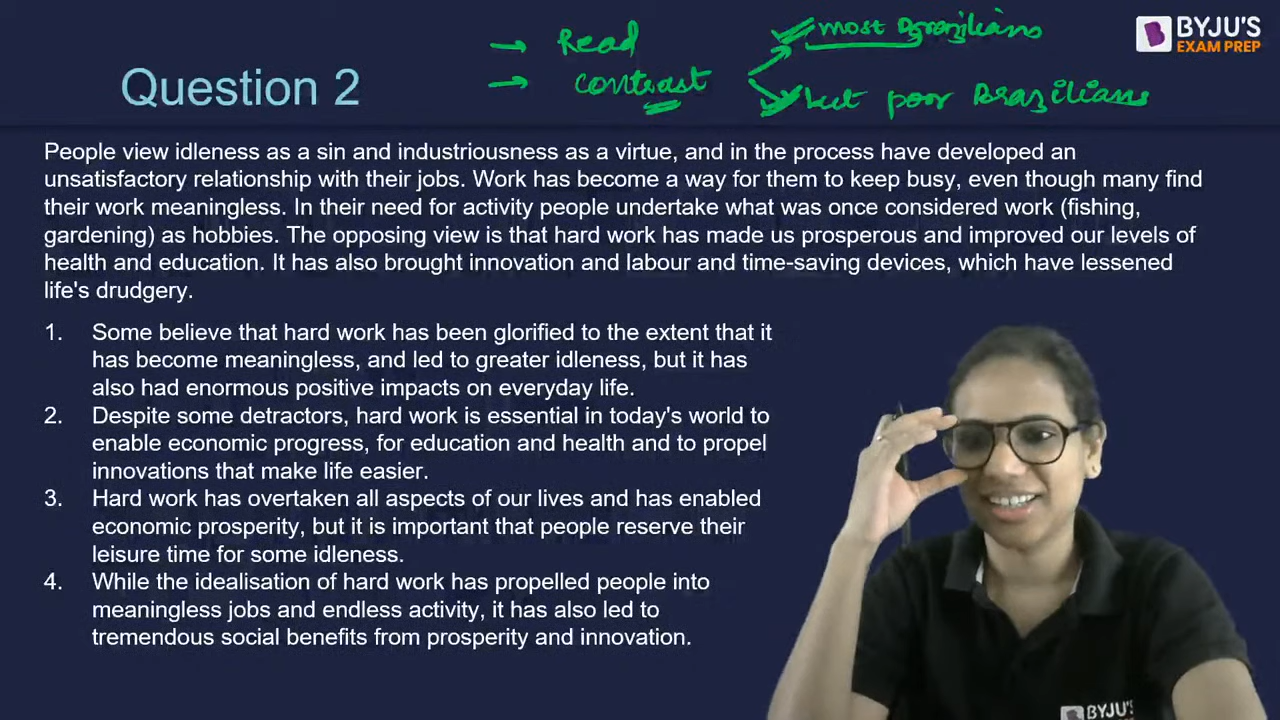 → Read
→ contrast
most Brazilians
but poor Brazilians
BYJU'S
EXAM PREP
Question 2
People view idleness as a sin and industriousness as a virtue, and in the process have developed an
unsatisfactory relationship with their jobs. Work has become a way for them to keep busy, even though many find
their work meaningless. In their need for activity people undertake what was once considered work (fishing,
gardening) as hobbies. The opposing view is that hard work has made us prosperous and improved our levels of
health and education. It has also brought innovation and labour and time-saving devices, which have lessened
life's drudgery.
1. Some believe that hard work has been glorified to the extent that it
has become meaningless, and led to greater idleness, but it has
also had enormous positive impacts on everyday life.
2. Despite some detractors, hard work is essential in today's world to
enable economic progress, for education and health and to propel
innovations that make life easier.
3. Hard work has overtaken all aspects of our lives and has enabled
economic prosperity, but it is important that people reserve their
leisure time for some idleness.
4. While the idealisation of hard work has propelled people into
meaningless jobs and endless activity, it has also led to
tremendous social benefits from prosperity and innovation.
BYJU'S